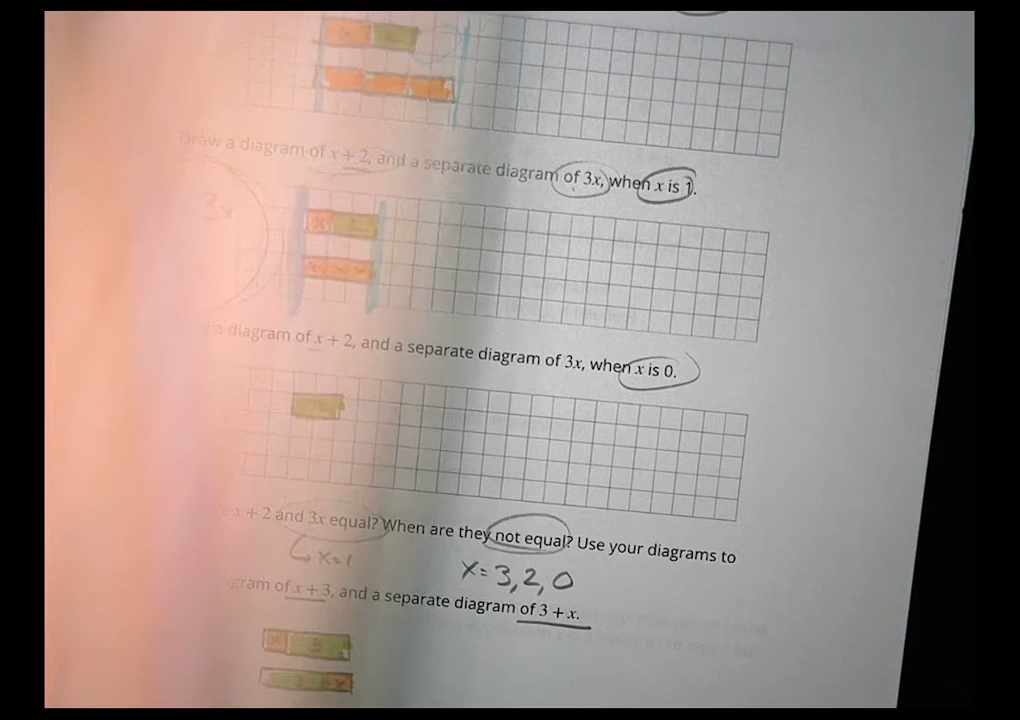 Draw a diagram of x + 2, and a separate diagram of 3x, when x is 1.
3x
a diagram of x + 2, and a separate diagram of 3x, when x is 0.
x + 2 and 3x equal? When are they not equal? Use your diagrams to
x=1
x=3,2,0
gram of x + 3, and a separate diagram of 3 + x.
x 3
3 x